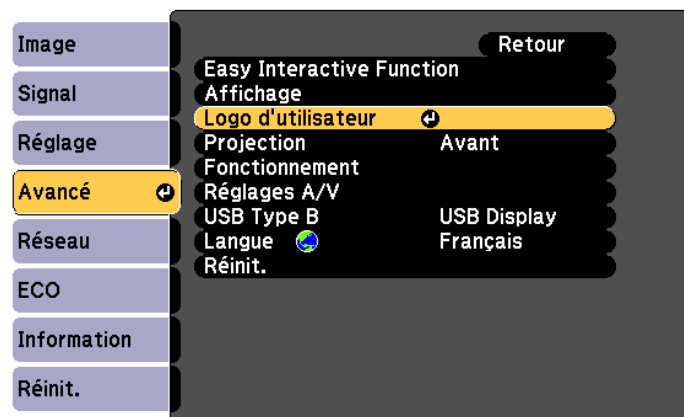 Image
Signal
Réglage
Avancé
Réseau
ECO
Information
Réinit.
Retour
Easy Interactive Function
Affichage
Logo d'utilisateur
Projection Avant
Fonctionnement
Réglages A/V
USB Type B USB Display
Langue Français
Réinit.